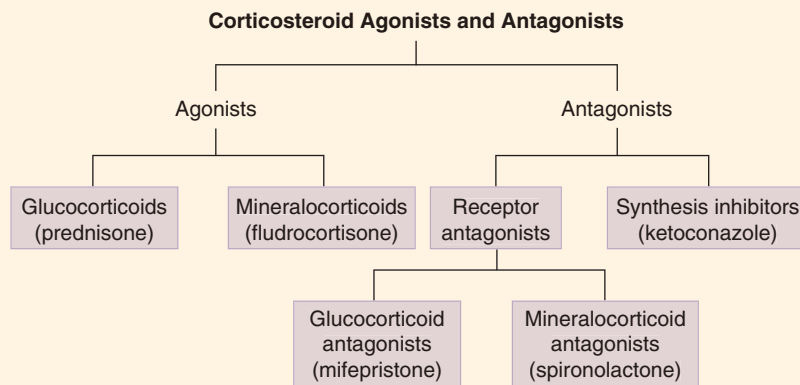 Corticosteroid Agonists and Antagonists
Agonists
Antagonists
Glucocorticoids
(prednisone)
Mineralocorticoids
(fludrocortisone)
Receptor
antagonists
Synthesis inhibitors
(ketoconazole)
Glucocorticoid
antagonists
(mifepristone)
Mineralocorticoid
antagonists
(spironolactone)